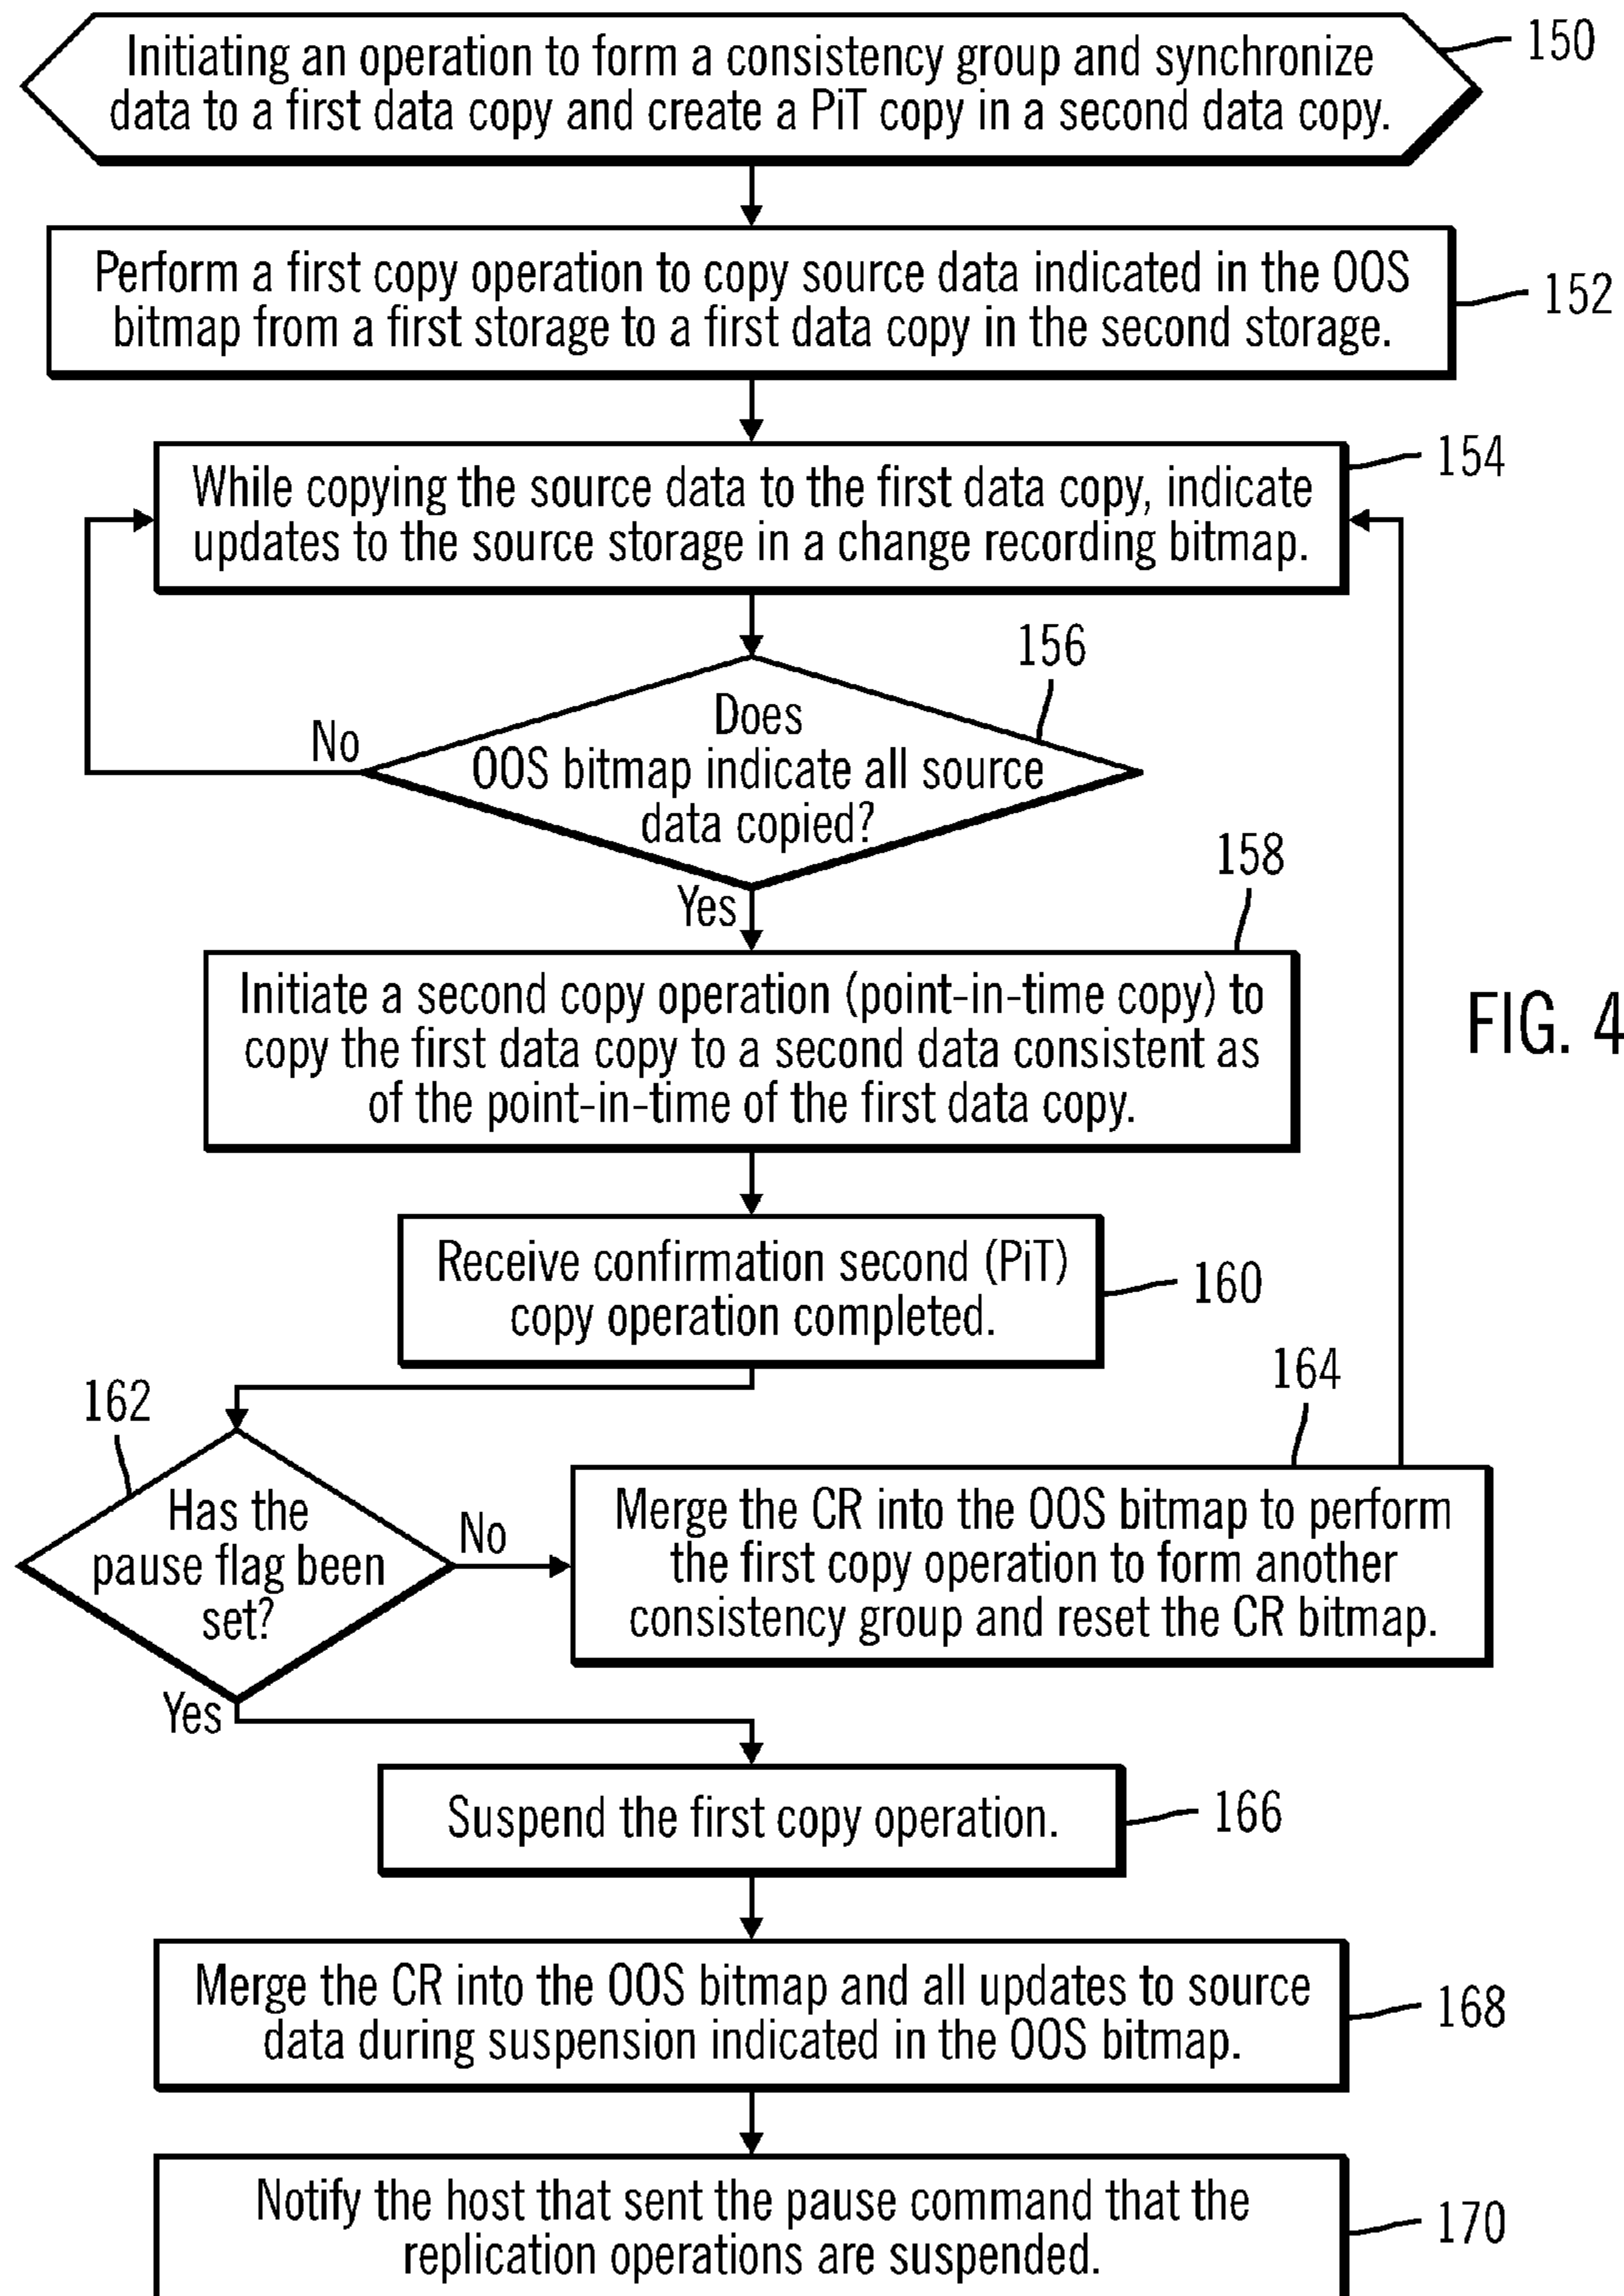 Initiating an operation to form a consistency group and synchronize
data to a first data copy and create a PiT copy in a second data copy.
150
Perform a first copy operation to copy source data indicated in the OOS
bitmap from a first storage to a first data copy in the second storage.
152
While copying the source data to the first data copy, indicate
updates to the source storage in a change recording bitmap.
154
156
Does
OOS bitmap indicate all source
data copied?
No
Yes
158
Initiate a second copy operation (point-in-time copy) to
copy the first data copy to a second data consistent as
of the point-in-time of the first data copy.
FIG. 4
Receive confirmation second (PiT)
copy operation completed.
160
162
Has the
pause flag been
set?
No
Yes
164
Merge the CR into the OOS bitmap to perform
the first copy operation to form another
consistency group and reset the CR bitmap.
Suspend the first copy operation.
166
Merge the CR into the OOS bitmap and all updates to source
data during suspension indicated in the OOS bitmap.
168
Notify the host that sent the pause command that the
replication operations are suspended.
170